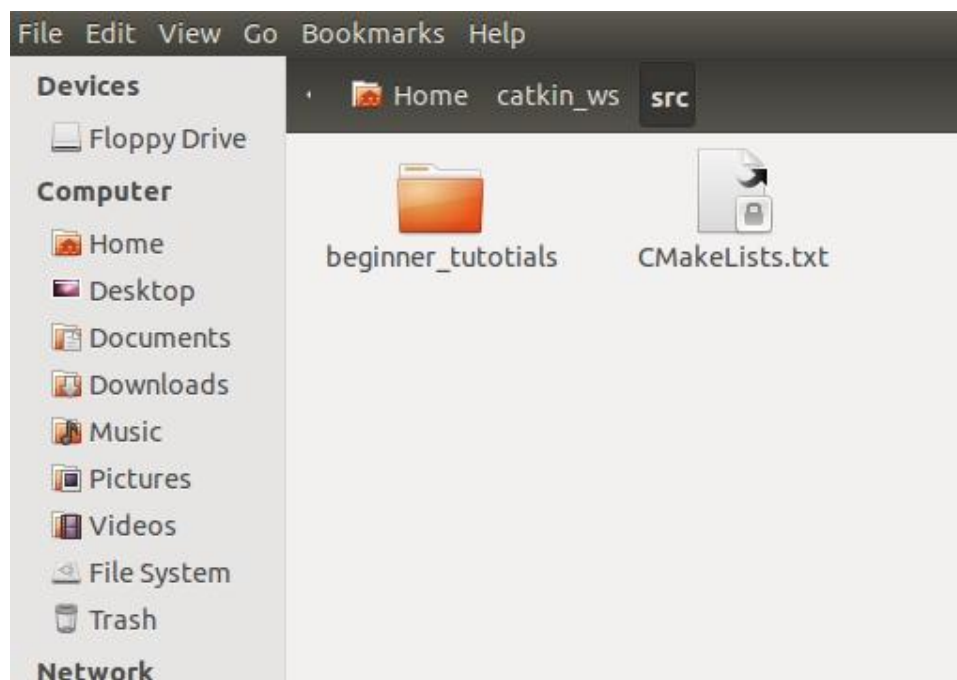 File Edit View Go Bookmarks Help
Devices
Floppy Drive
Computer
Home
Desktop
Documents
Downloads
Music
Pictures
Videos
File System
Trash
Network
Home catkin_ws src
beginner_tutotials CMakeLists.txt